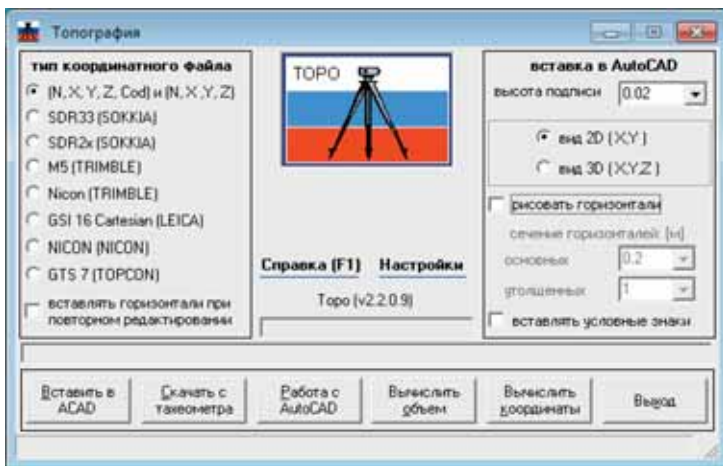 Топография
тип координатного файла
(N, X, Y, Z, Cod) и (N, X ,Y, Z)
SDR33 (SOKKIA)
SDR2x (SOKKIA)
M5 (TRIMBLE)
Nicon (TRIMBLE)
GSI 16 Cartesian (LEICA)
NICON (NICON)
GTS 7 (TOPCON)
вставлять горизонтали при
повторном редактировании
TOPO
Справка (F1) Настройки
Topo (v2.2.0.9)
вставка в AutoCAD
высота подписи 0.02
вид 2D (X,Y)
вид 3D (X,Y,Z)
рисовать горизонтали
сечение горизонталей: [м]
основных 0.2
утолщенных 1
вставлять условные знаки
Вставить в
ACAD
Скачать с
тахеометра
Работа с
AutoCAD
Вычислить
объем
Вычислить
координаты
Выход